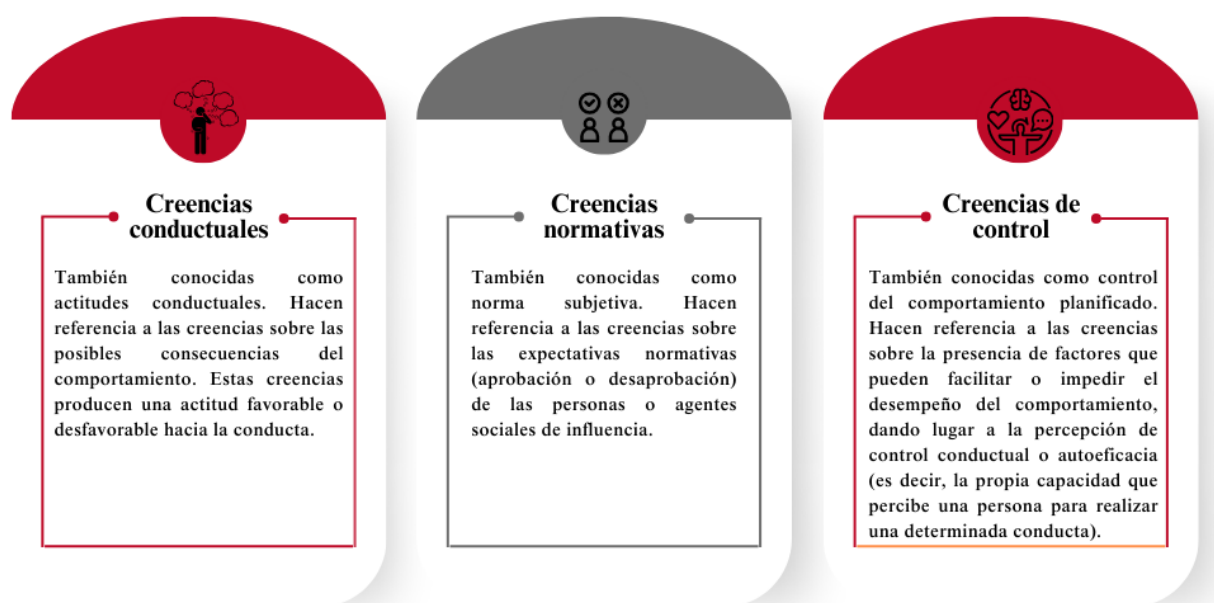 Creencias
conductuales
También conocidas como
actitudes conductuales. Hacen
referencia a las creencias sobre las
posibles consecuencias del
comportamiento. Estas creencias
producen una actitud favorable o
desfavorable hacia la conducta.
Creencias
normativas
También conocidas como
norma subjetiva. Hacen
referencia a las creencias sobre
las expectativas normativas
(aprobación o desaprobación)
de las personas o agentes
sociales de influencia.
Creencias de
control
También conocidas como control
del comportamiento planificado.
Hacen referencia a las creencias
sobre la presencia de factores que
pueden facilitar o impedir el
desempeño del comportamiento,
dando lugar a la percepción de
control conductual o autoeficacia
(es decir, la propia capacidad que
percibe una persona para realizar
una determinada conducta).